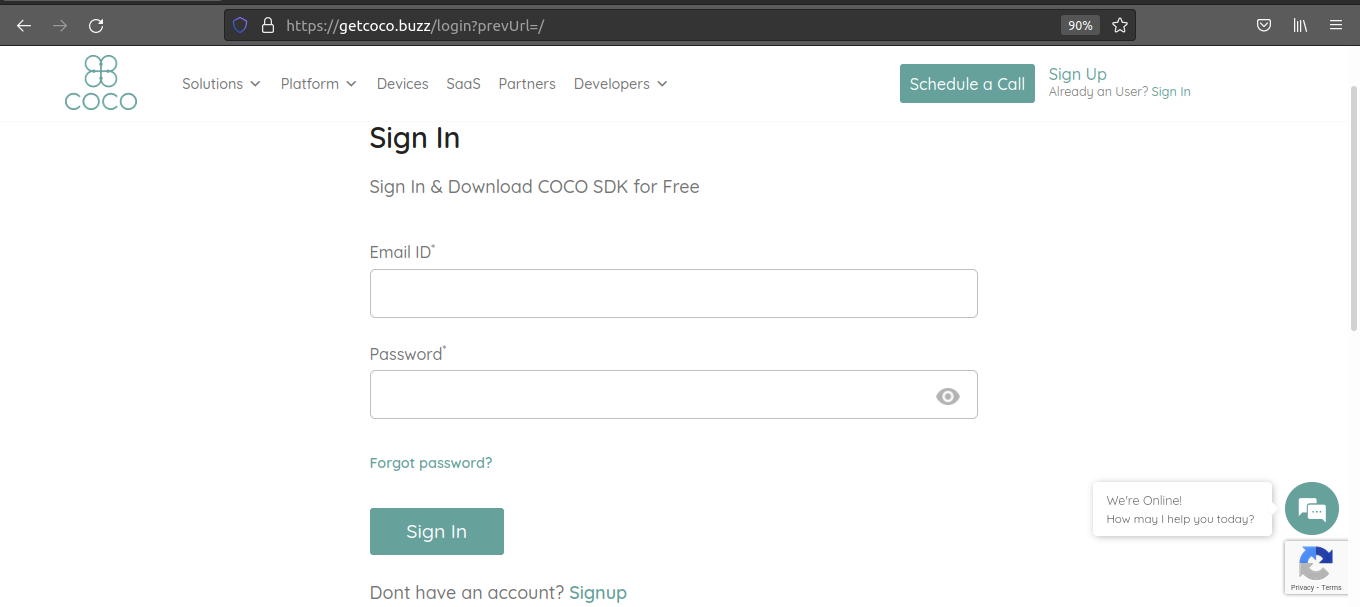 https://getcoco.buzz/login?prevUrl=/
90%
COCO
Solutions
Platform
Devices
SaaS
Partners
Developers
Schedule a Call
Sign Up
Already an User? Sign In
Sign In
Sign In & Download COCO SDK for Free
Email ID*
Password*
Forgot password?
Sign In
Dont have an account? Signup
We're Online!
How may I help you today?
Privacy - Terms